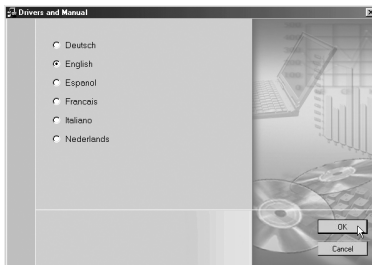 Drivers and Manual
Deutsch
English
Espanol
Francais
Italiano
Nederlands
OK
Cancel